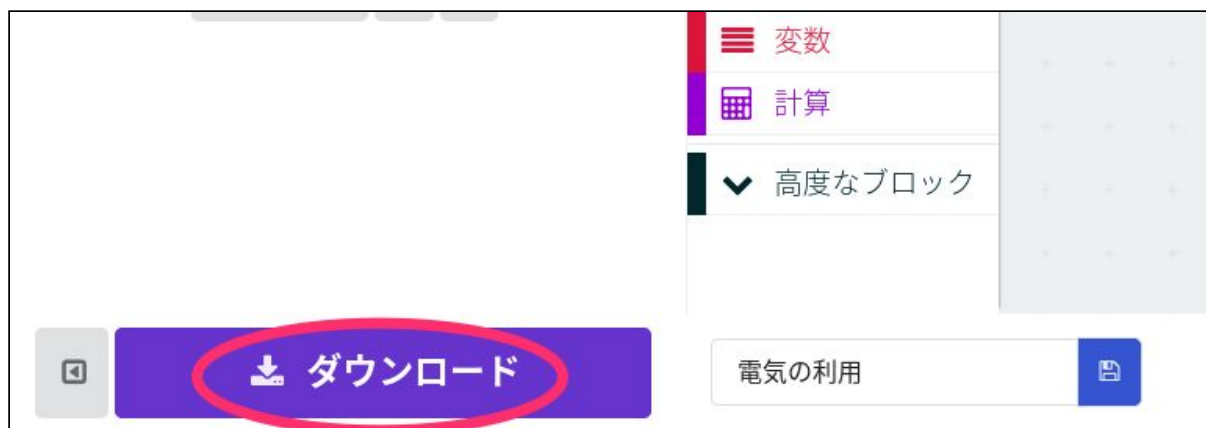 変数
計算
高度なブロック
ダウンロード
電気の利用